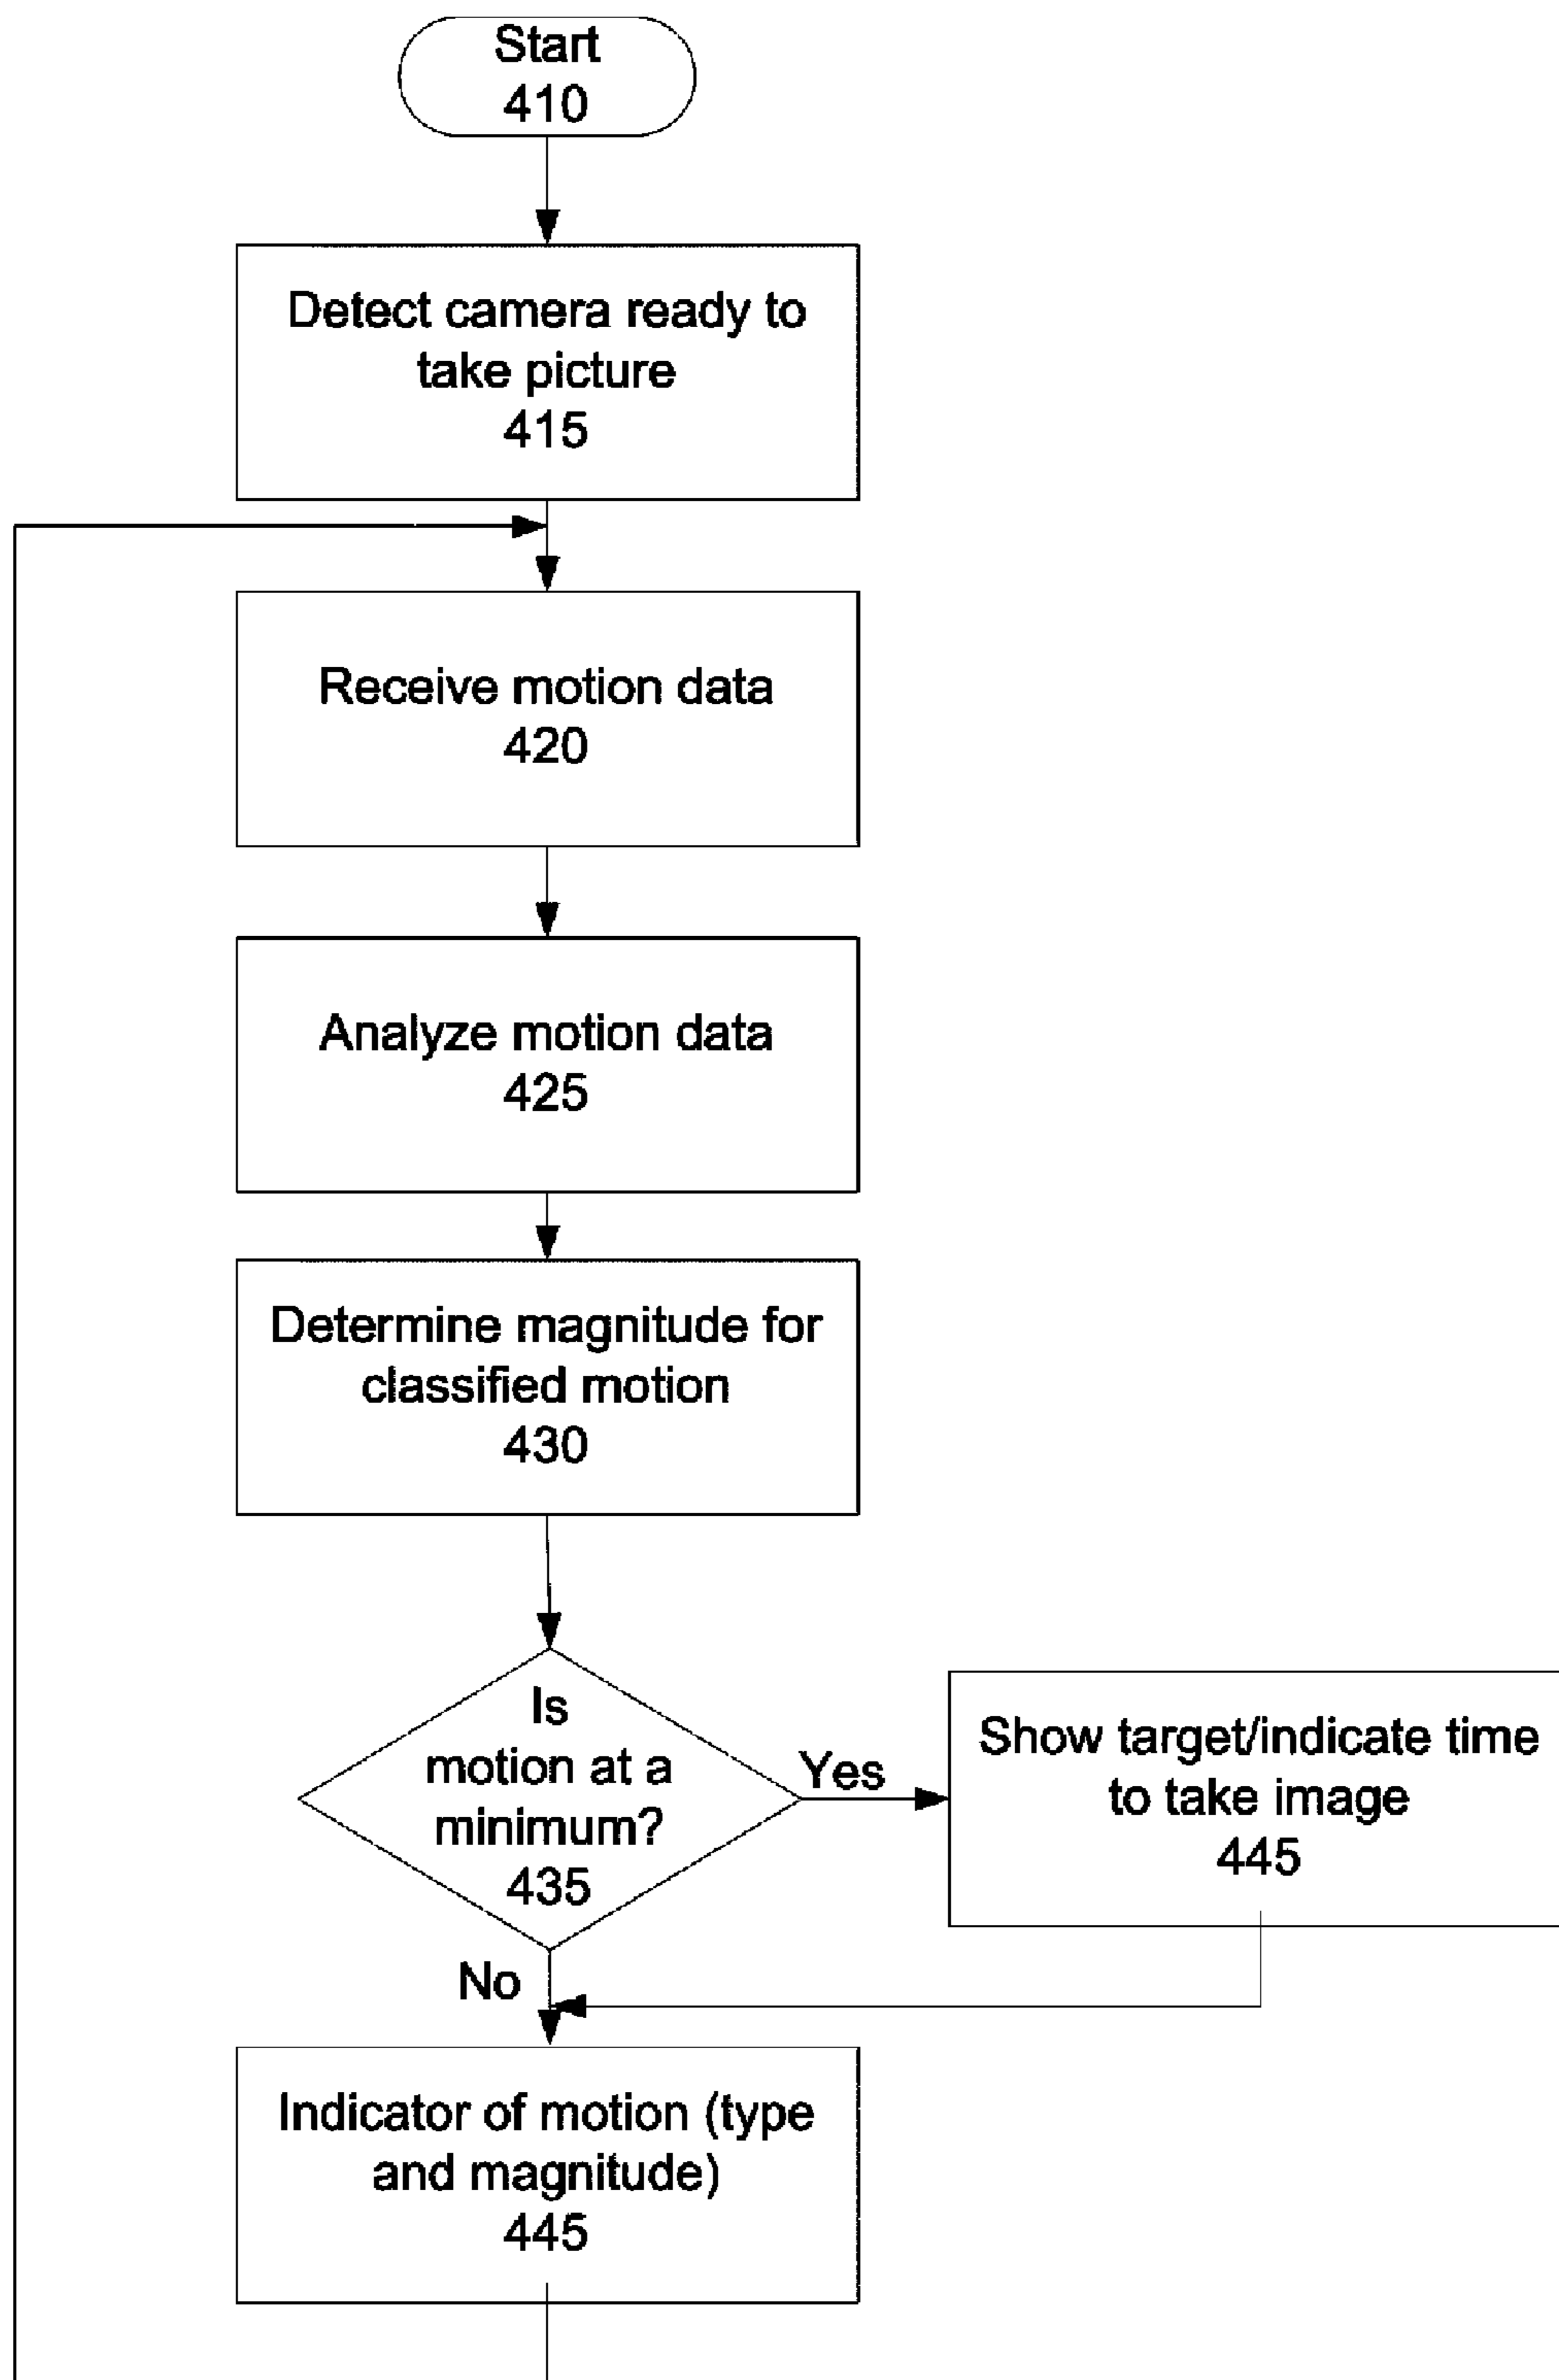 Start
410
Detect camera ready to
take picture
415
Receive motion data
420
Analyze motion data
425
Determine magnitude for
classified motion
430
Is
motion at a
minimum?
435
Yes
Show target/indicate time
to take image
445
No
Indicator of motion (type
and magnitude)
445